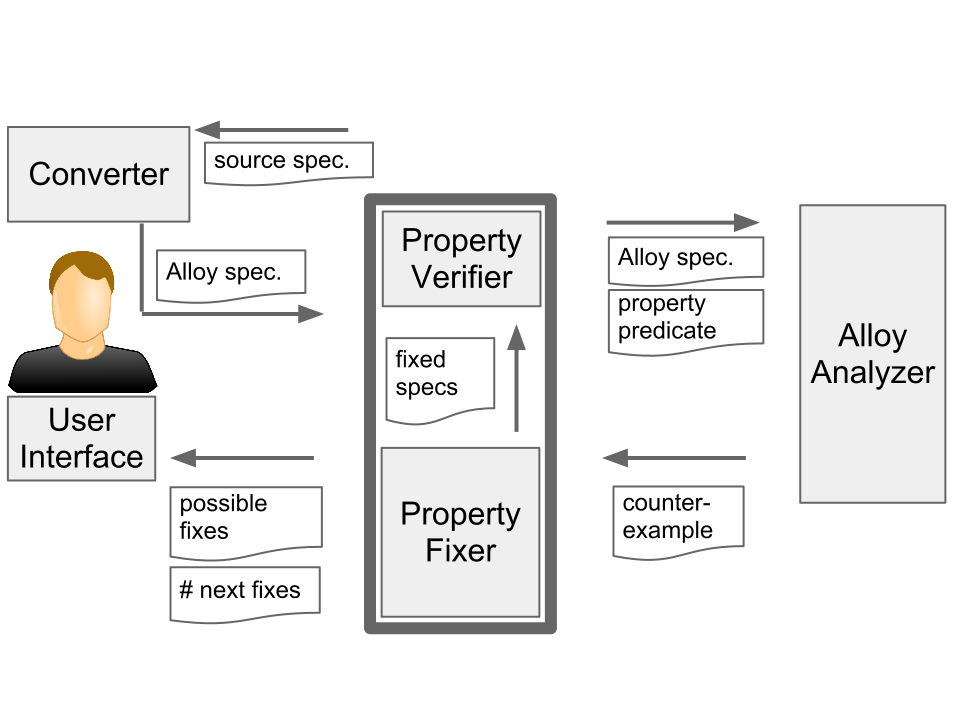 source spec.
Converter
Alloy spec.
User
Interface
possible
fixes
# next fixes
Property
Verifier
fixed
specs
Property
Fixer
Alloy spec.
property
predicate
counter-
example
Alloy
Analyzer